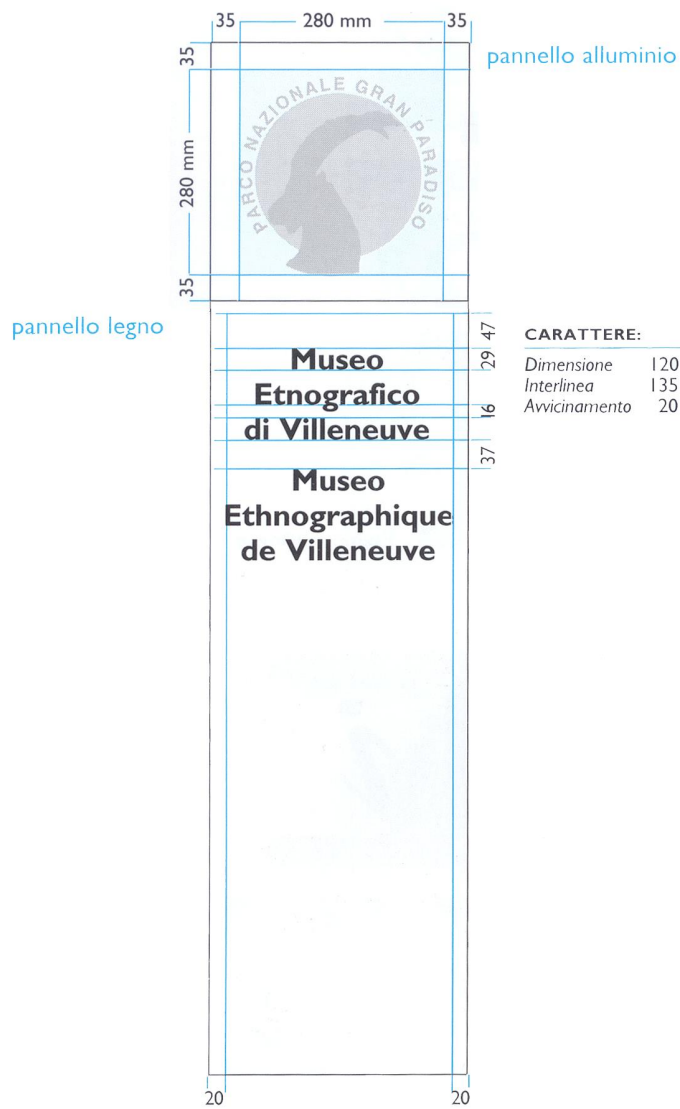 35 280 mm 35
35
pannello alluminio
PARCO NAZIONALE GRAN PARADISO
280 mm
35
pannello legno
47
CARATTERE:
29
Dimensione 120
Interlinea 135
Avvicinamento 20
16
37
Museo
Etnografico
di Villeneuve
Museo
Ethnographique
de Villeneuve
20 20